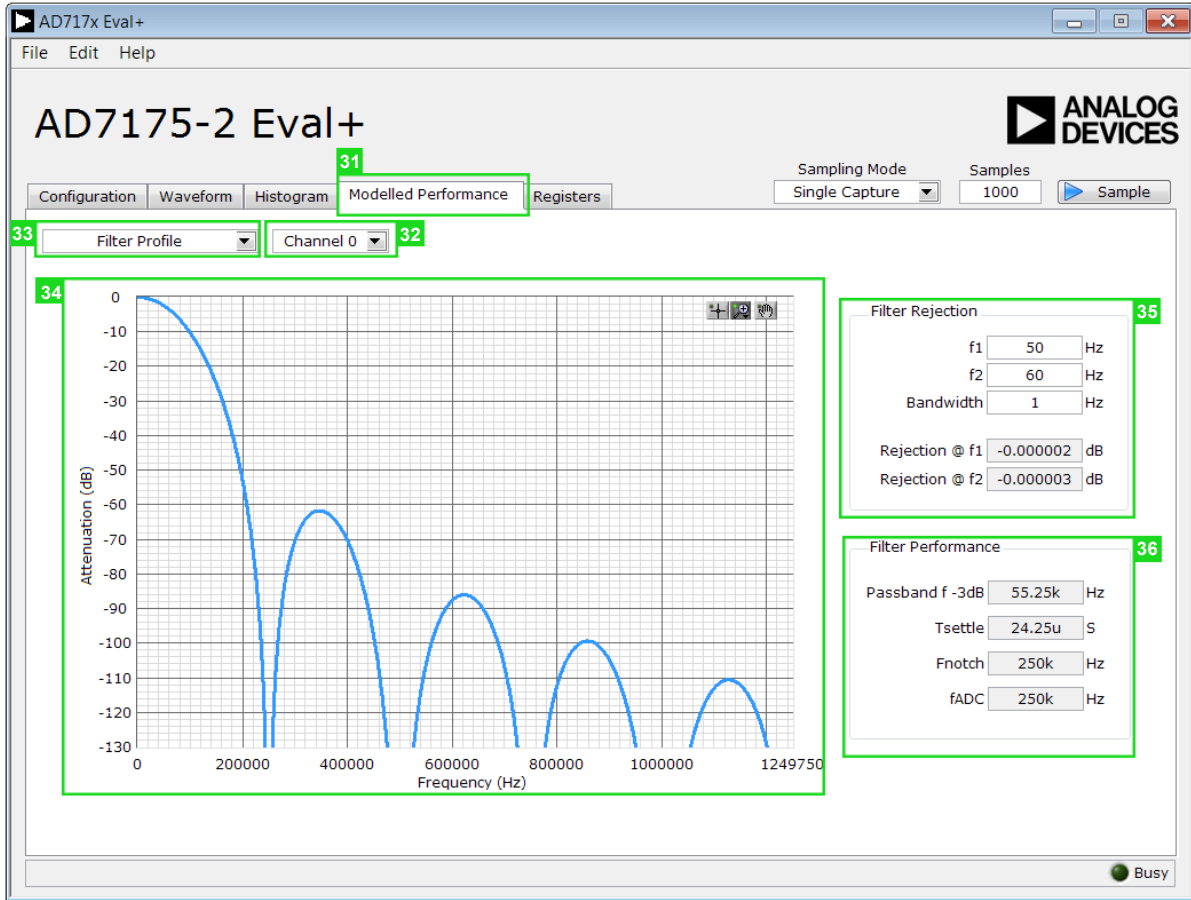 AD717x Eval+
File Edit Help
AD7175-2 Eval+
ANALOG
DEVICES
31
Sampling Mode
Samples
Configuration
Waveform
Histogram
Modelled Performance
Registers
Single Capture
1000
Sample
33
Filter Profile
Channel 0
32
34
0
-10
-20
-30
-40
-50
-60
-70
-80
-90
-100
-110
-120
-130
Attenuation (dB)
0
200000
400000
600000
800000
1000000
1249750
Frequency (Hz)
35
Filter Rejection
f1 50 Hz
f2 60 Hz
Bandwidth 1 Hz
Rejection @ f1 -0.000002 dB
Rejection @ f2 -0.000003 dB
36
Filter Performance
Passband f -3dB 55.25k Hz
Tsettle 24.25u S
Fnotch 250k Hz
fADC 250k Hz
Busy